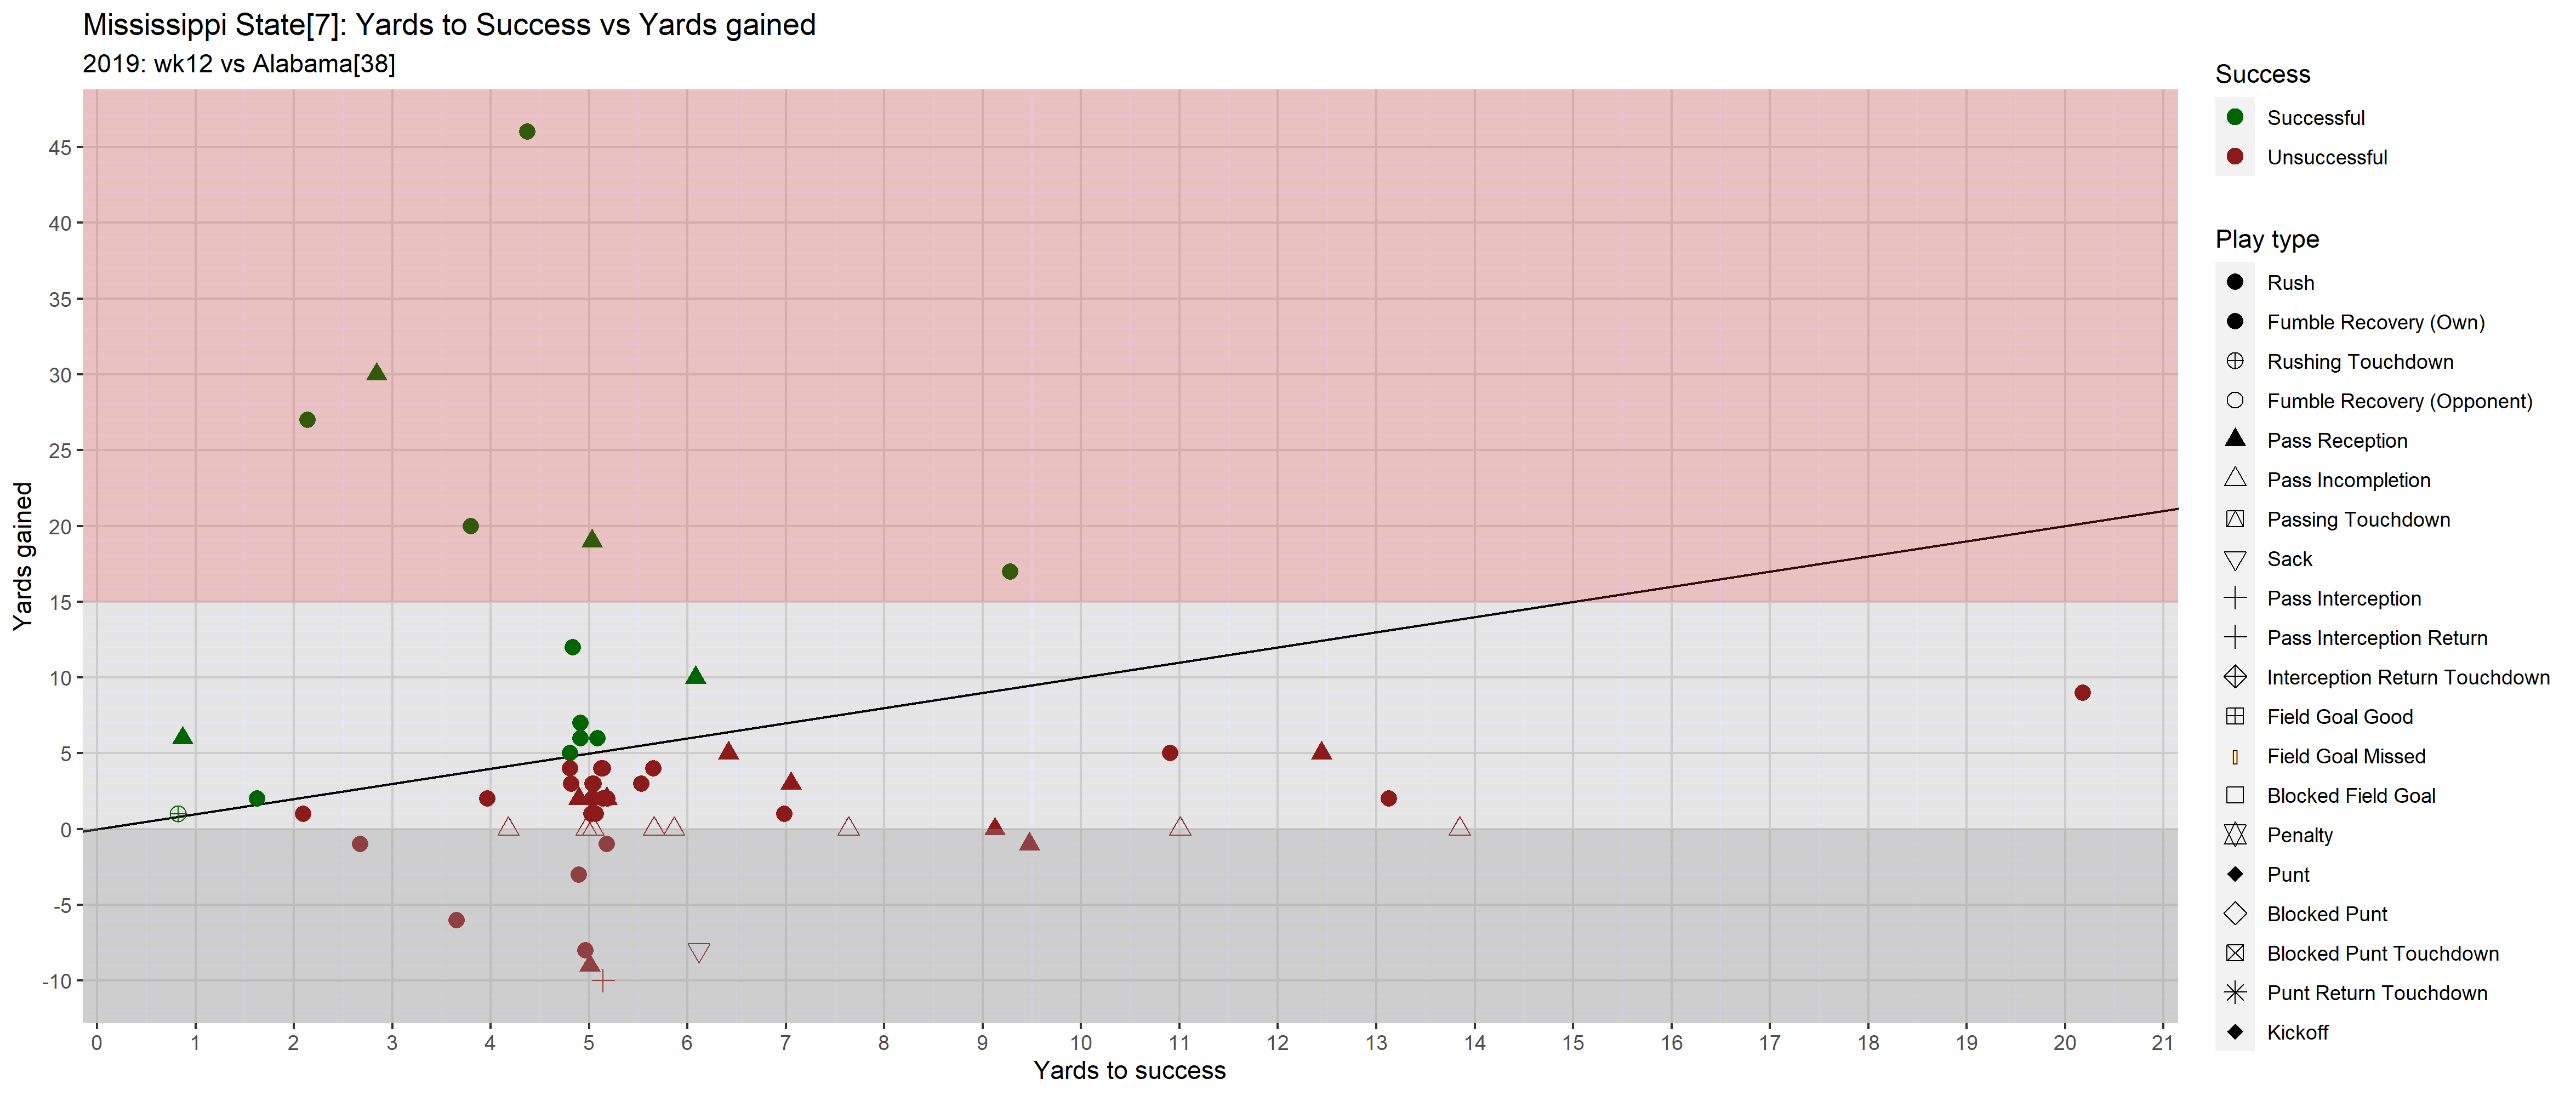 Mississippi State[7]: Yards to Success vs Yards gained
2019: wk12 vs Alabama[38]
Yards gained
45
40
35
30
25
20
15
10
5
0
-5
-10
0 1 2 3 4 5 6 7 8 9 10 11 12 13 14 15 16 17 18 19 20 21
Yards to success
Success
Successful
Unsuccessful
Play type
Rush
Fumble Recovery (Own)
Rushing Touchdown
Fumble Recovery (Opponent)
Pass Reception
Pass Incompletion
Passing Touchdown
Sack
Pass Interception
Pass Interception Return
Interception Return Touchdown
Field Goal Good
Field Goal Missed
Blocked Field Goal
Penalty
Punt
Blocked Punt
Blocked Punt Touchdown
Punt Return Touchdown
Kickoff